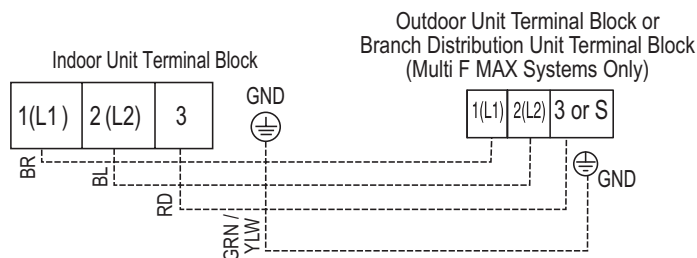 Outdoor Unit Terminal Block or
Branch Distribution Unit Terminal Block
(Multi F MAX Systems Only)
Indoor Unit Terminal Block
1(L1 ) 2 (L2) 3
GND
1(L1) 2(L2) 3 or S
GND
BR
BL
RD
GRN /
YLW